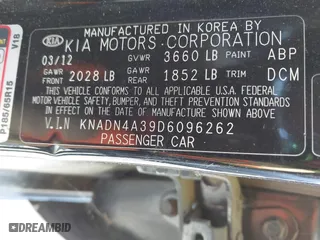 MANUFACTURED IN KOREA BY
KIA KIA MOTORS CORPORATION
03/12 GVWR 3660 LB PAINT ABP
GAWR FRONT 2028 LB GAWR REAR 1852 LB TRIM DCM
THIS VEHICLE CONFORMS TO ALL APPLICABLE U.S. FEDERAL
MOTOR VEHICLE SAFETY, BUMPER, AND THEFT PREVENTION
STANDARDS IN EFFECT ON THE DATE OF MANUFACTURE
SHOWN ABOVE.
V.I.N KNADN4A39D6096262
PASSENGER CAR
P185/65R15
V18